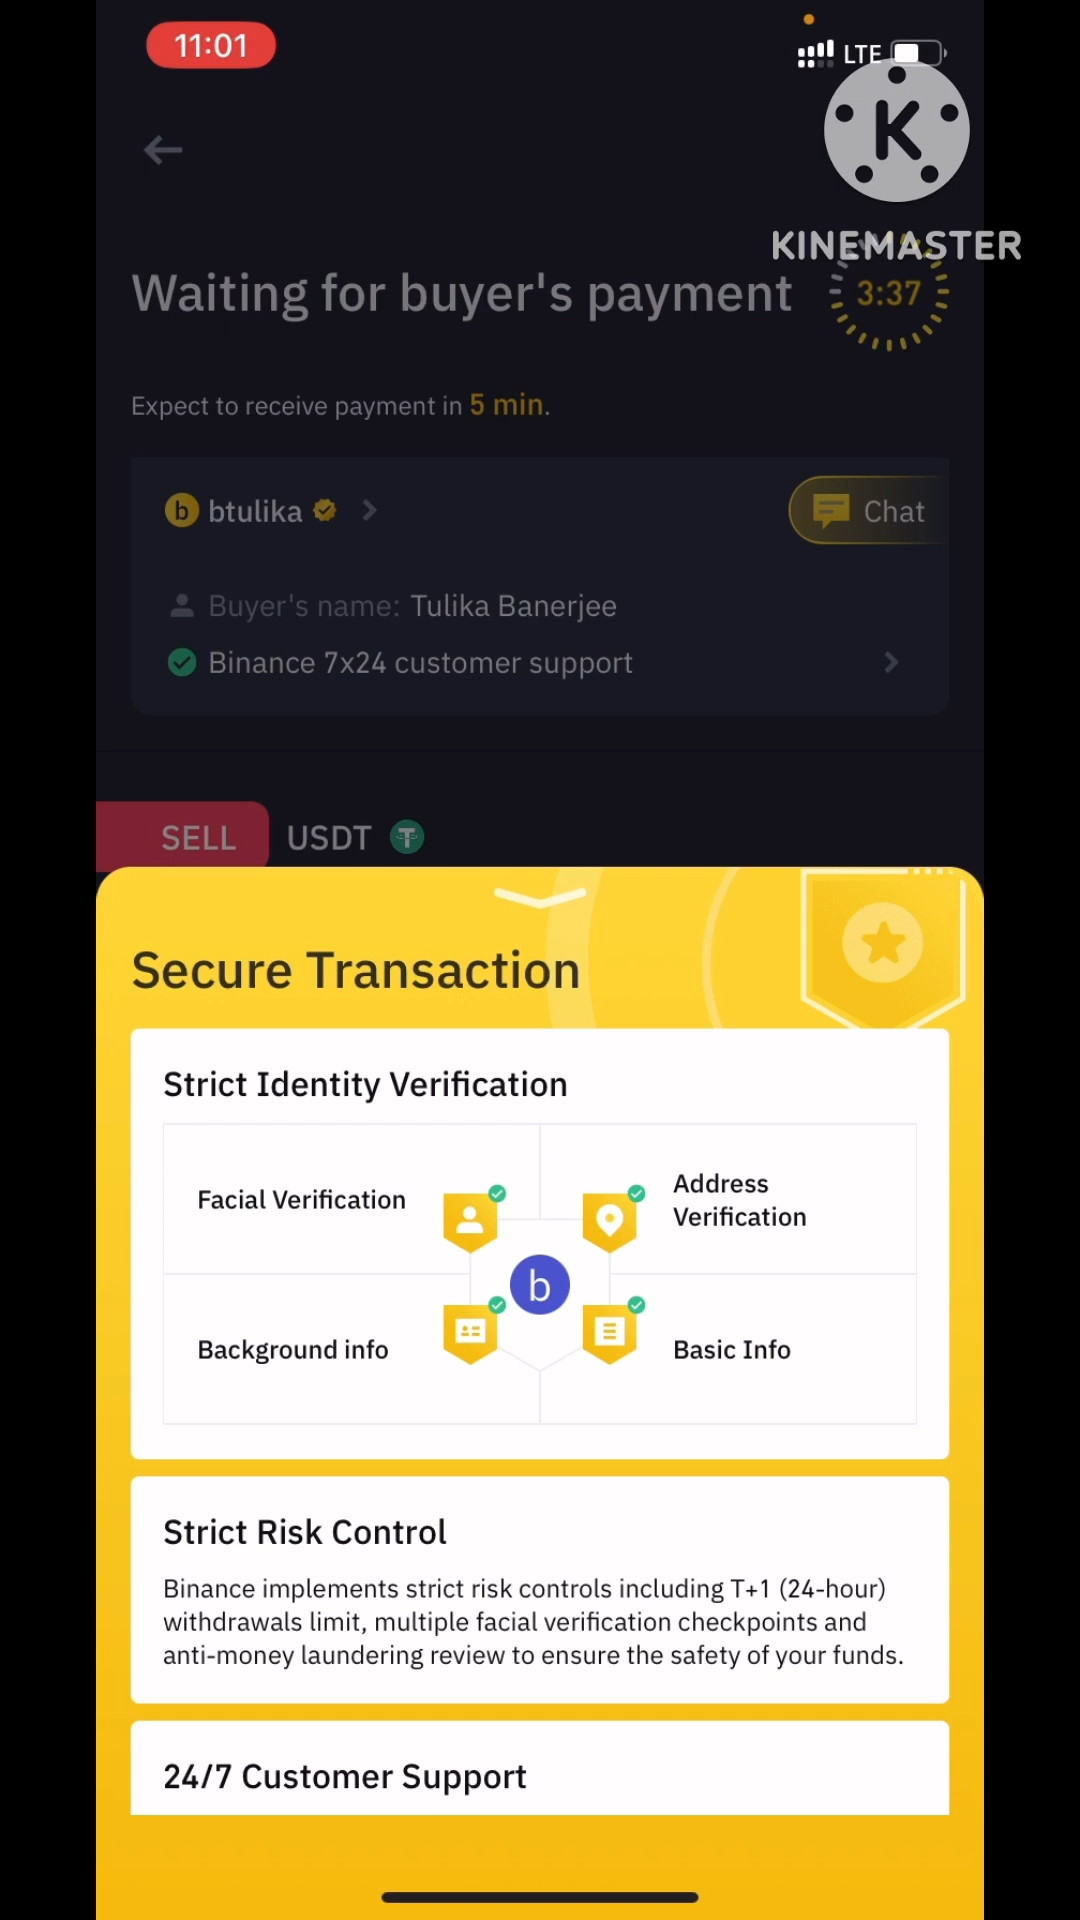 11:01
LTE
K
KINEMASTER
Waiting for buyer's payment
3:37
Expect to receive payment in 5 min.
b btulika
Chat
Buyer's name: Tulika Banerjee
Binance 7x24 customer support
SELL USDT
Secure Transaction
Strict Identity Verification
Facial Verification
Address
Verification
b
Background info
Basic Info
Strict Risk Control
Binance implements strict risk controls including T+1 (24-hour)
withdrawals limit, multiple facial verification checkpoints and
anti-money laundering review to ensure the safety of your funds.
24/7 Customer Support